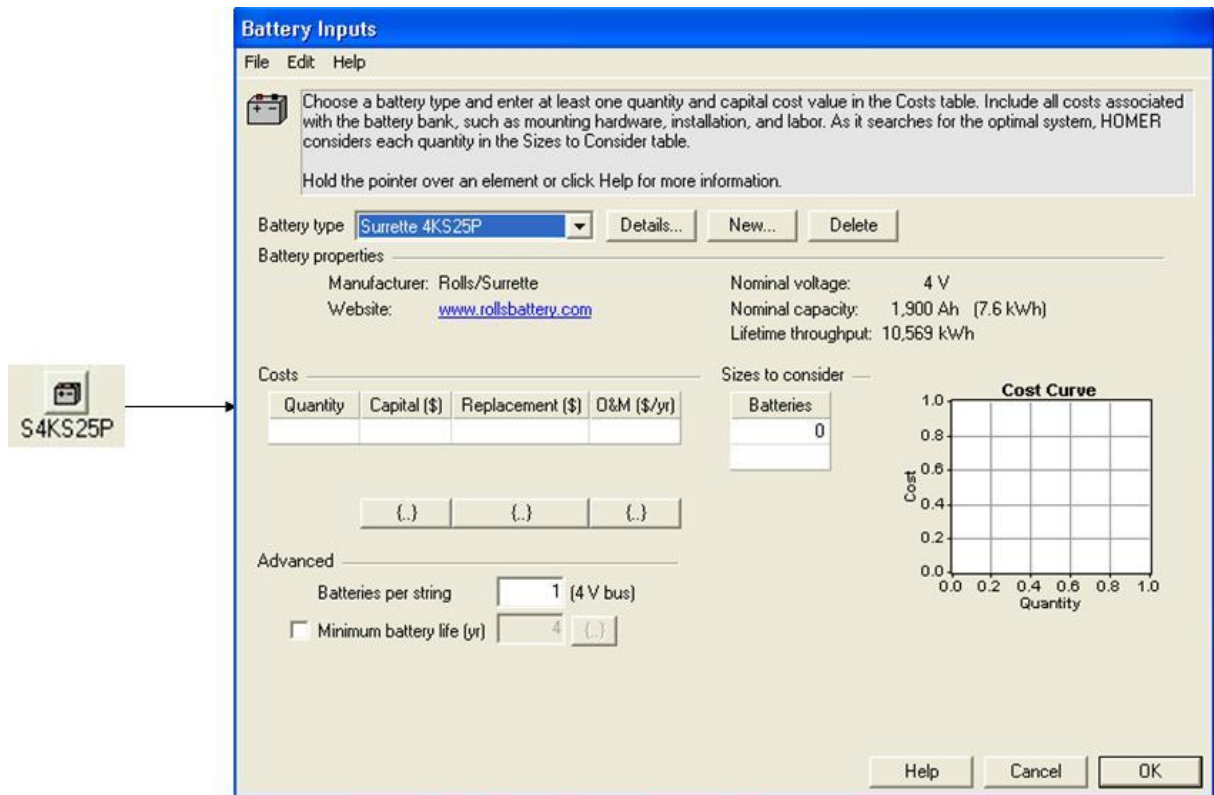 Battery Inputs
File Edit Help
Choose a battery type and enter at least one quantity and capital cost value in the Costs table. Include all costs associated
with the battery bank, such as mounting hardware, installation, and labor. As it searches for the optimal system, HOMER
considers each quantity in the Sizes to Consider table.
Hold the pointer over an element or click Help for more information.
Battery type Surrette 4KS25P Details... New... Delete
Battery properties
Manufacturer: Rolls/Surrette Nominal voltage: 4 V
Website: www.rollsbattery.com Nominal capacity: 1,900 Ah (7.6 kWh)
Lifetime throughput: 10,569 kWh
S4KS25P
Costs Sizes to consider
Quantity Capital ($) Replacement ($) O&M ($/yr) Batteries
0
{..} {..} {..}
Cost Curve
1.0
0.8
0.6
0.4
0.2
0.0
Cost
0.0 0.2 0.4 0.6 0.8 1.0
Quantity
Advanced
Batteries per string 1 (4 V bus)
Minimum battery life (yr) 4 {..}
Help Cancel OK